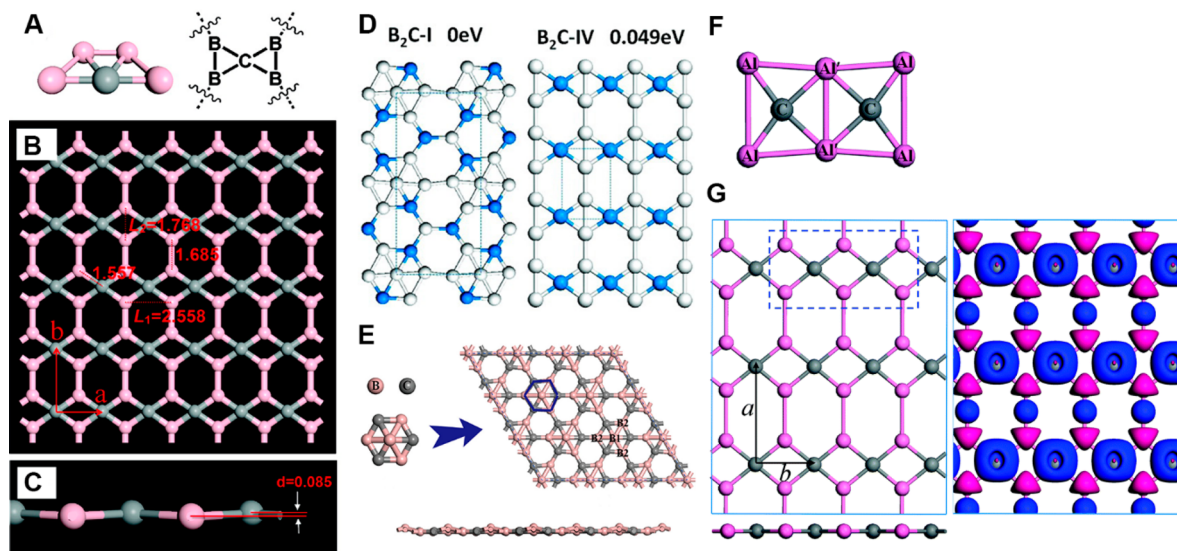 A
B
B
C
B
B
B
L₂=1.768
1.685
1.557
L₁=2.558
b
a
C
d=0.085
D
B₂C-I 0eV
B₂C-IV 0.049eV
E
B
C
B2
B2 B1
B2
F
Al Al' Al
C C
Al Al' Al
G
a
b